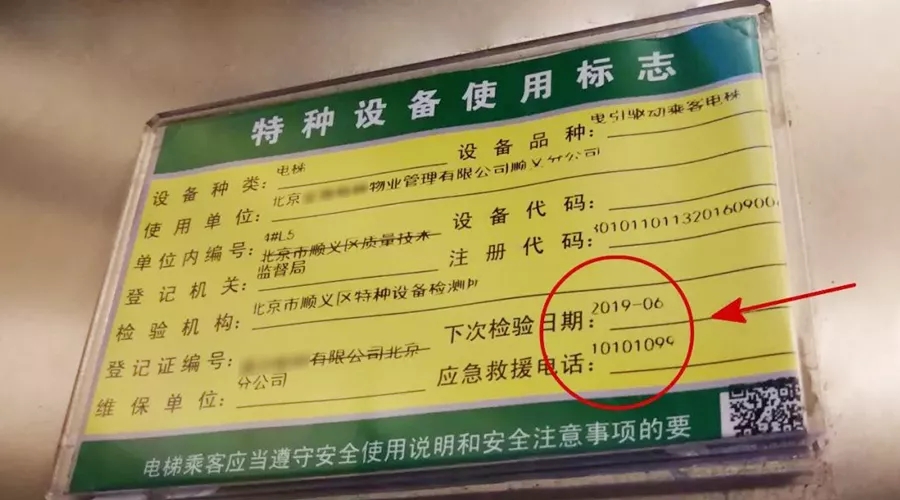 特种设备使用标志
设备种类：电梯 设备品种：曳引驱动乘客电梯
使用单位：北京 物业管理有限公司顺义分公司
单位内编号：4#L5 设备代码：
登记机关：北京市顺义区质量技术监督局 注册代码：
检验机构：北京市顺义区特种设备检测所
登记证编号： 下次检验日期：2019-06
维保单位： 有限公司北京分公司 应急救援电话：10101099
电梯乘客应当遵守安全使用说明和安全注意事项的要